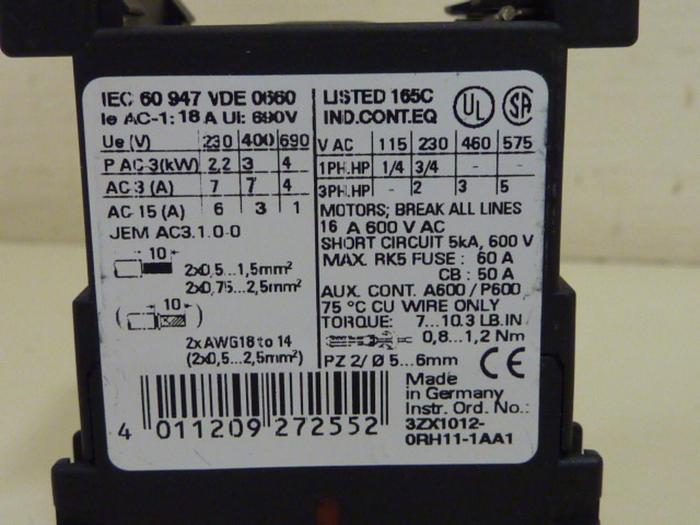 IEC 60 947 VDE 0660
Ie AC-1: 18 A UI: 690V
Ue (V) 230 400 690
P AC-3 (kW) 2,2 3 4
AC-3 (A) 7 7 4
AC-15 (A) 6 3 1
JEM AC3.1.0-0
10
2x0,5...1,5mm²
2x0,75...2,5mm²
( 10 )
2x AWG18 to 14
(2x0,5...2,5mm²)
LISTED 165C
IND.CONT.EQ
UL SA
V AC 115 230 460 575
1PH.HP 1/4 3/4 - -
3PH.HP - 2 3 5
MOTORS; BREAK ALL LINES
16 A 600 V AC
SHORT CIRCUIT 5kA, 600 V
MAX. RK5 FUSE: 60 A
CB: 50 A
AUX. CONT. A600 / P600
75 °C CU WIRE ONLY
TORQUE: 7...10.3 LB.IN
0,8...1,2 Nm
PZ 2/ Ø 5...6mm
CE
4 011209 272552
Made
in Germany
Instr. Ord. No.:
3ZX1012-
0RH11-1AA1